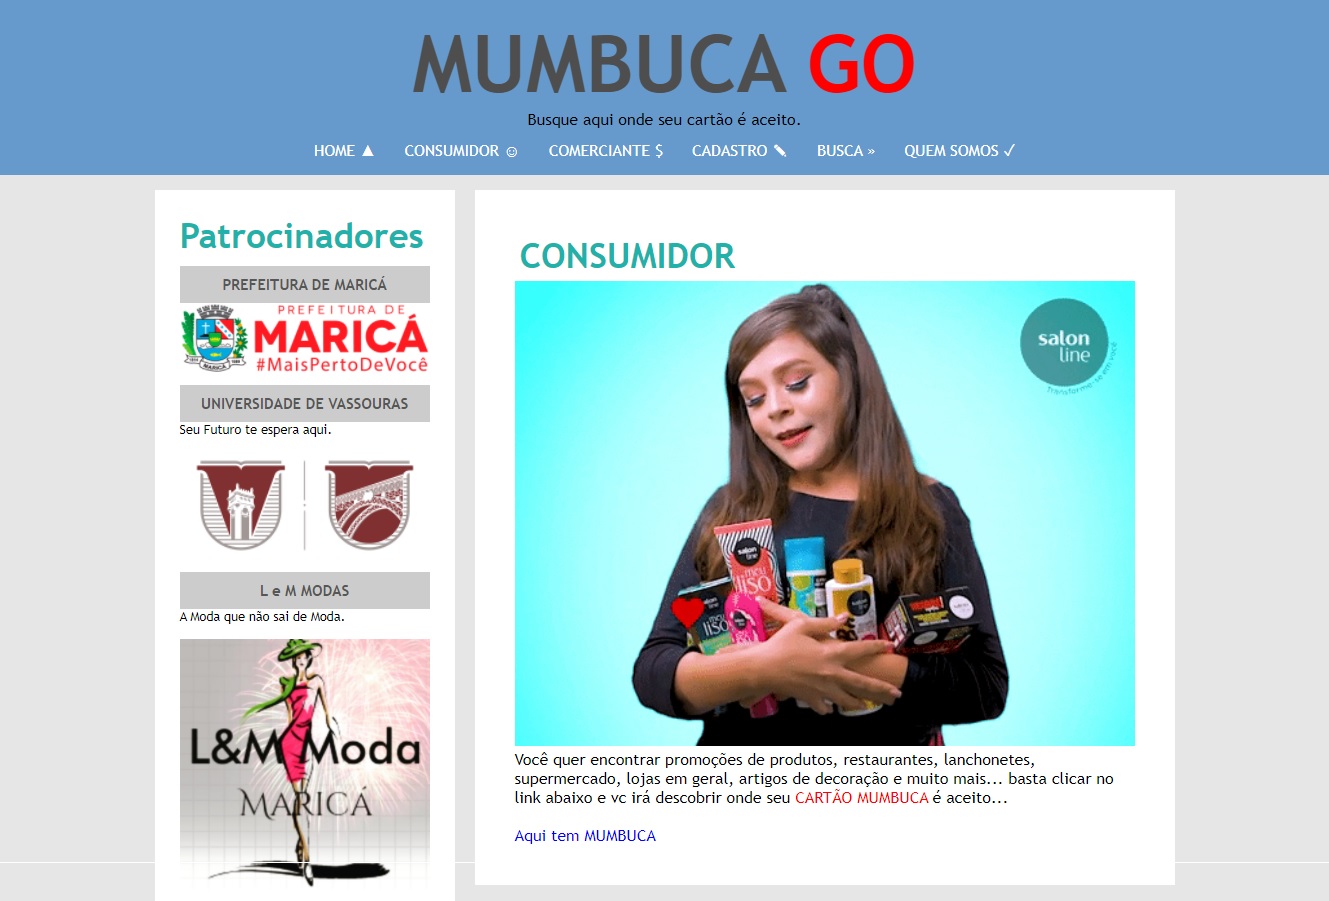 MUMBUCA GO
Busque aqui onde seu cartão é aceito.
HOME ▲ CONSUMIDOR ☺ COMERCIANTE $ CADASTRO ✎ BUSCA » QUEM SOMOS ✓
Patrocinadores
PREFEITURA DE MARICÁ
PREFEITURA DE
MARICÁ
#MaisPertoDeVocê
MARICÁ
UNIVERSIDADE DE VASSOURAS
Seu Futuro te espera aqui.
L e M MODAS
A Moda que não sai de Moda.
L&M Moda
MARICÁ
CONSUMIDOR
salon
line
Transforme-se em você
salon
line
meu
liso
salon
line
meu
liso
Você quer encontrar promoções de produtos, restaurantes, lanchonetes,
supermercado, lojas em geral, artigos de decoração e muito mais... basta clicar no
link abaixo e vc irá descobrir onde seu CARTÃO MUMBUCA é aceito...
Aqui tem MUMBUCA